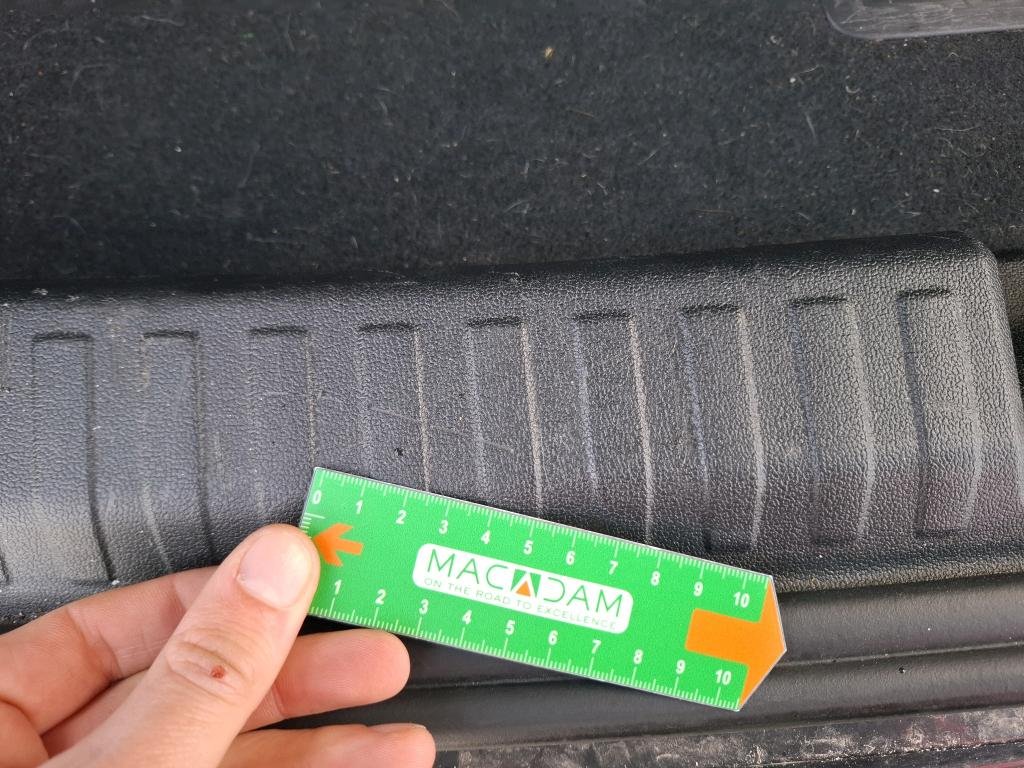 0 1 2 3 4 5 6 7 8 9 10
MACADAM
ON THE ROAD TO EXCELLENCE
1 2 3 4 5 6 7 8 9 10